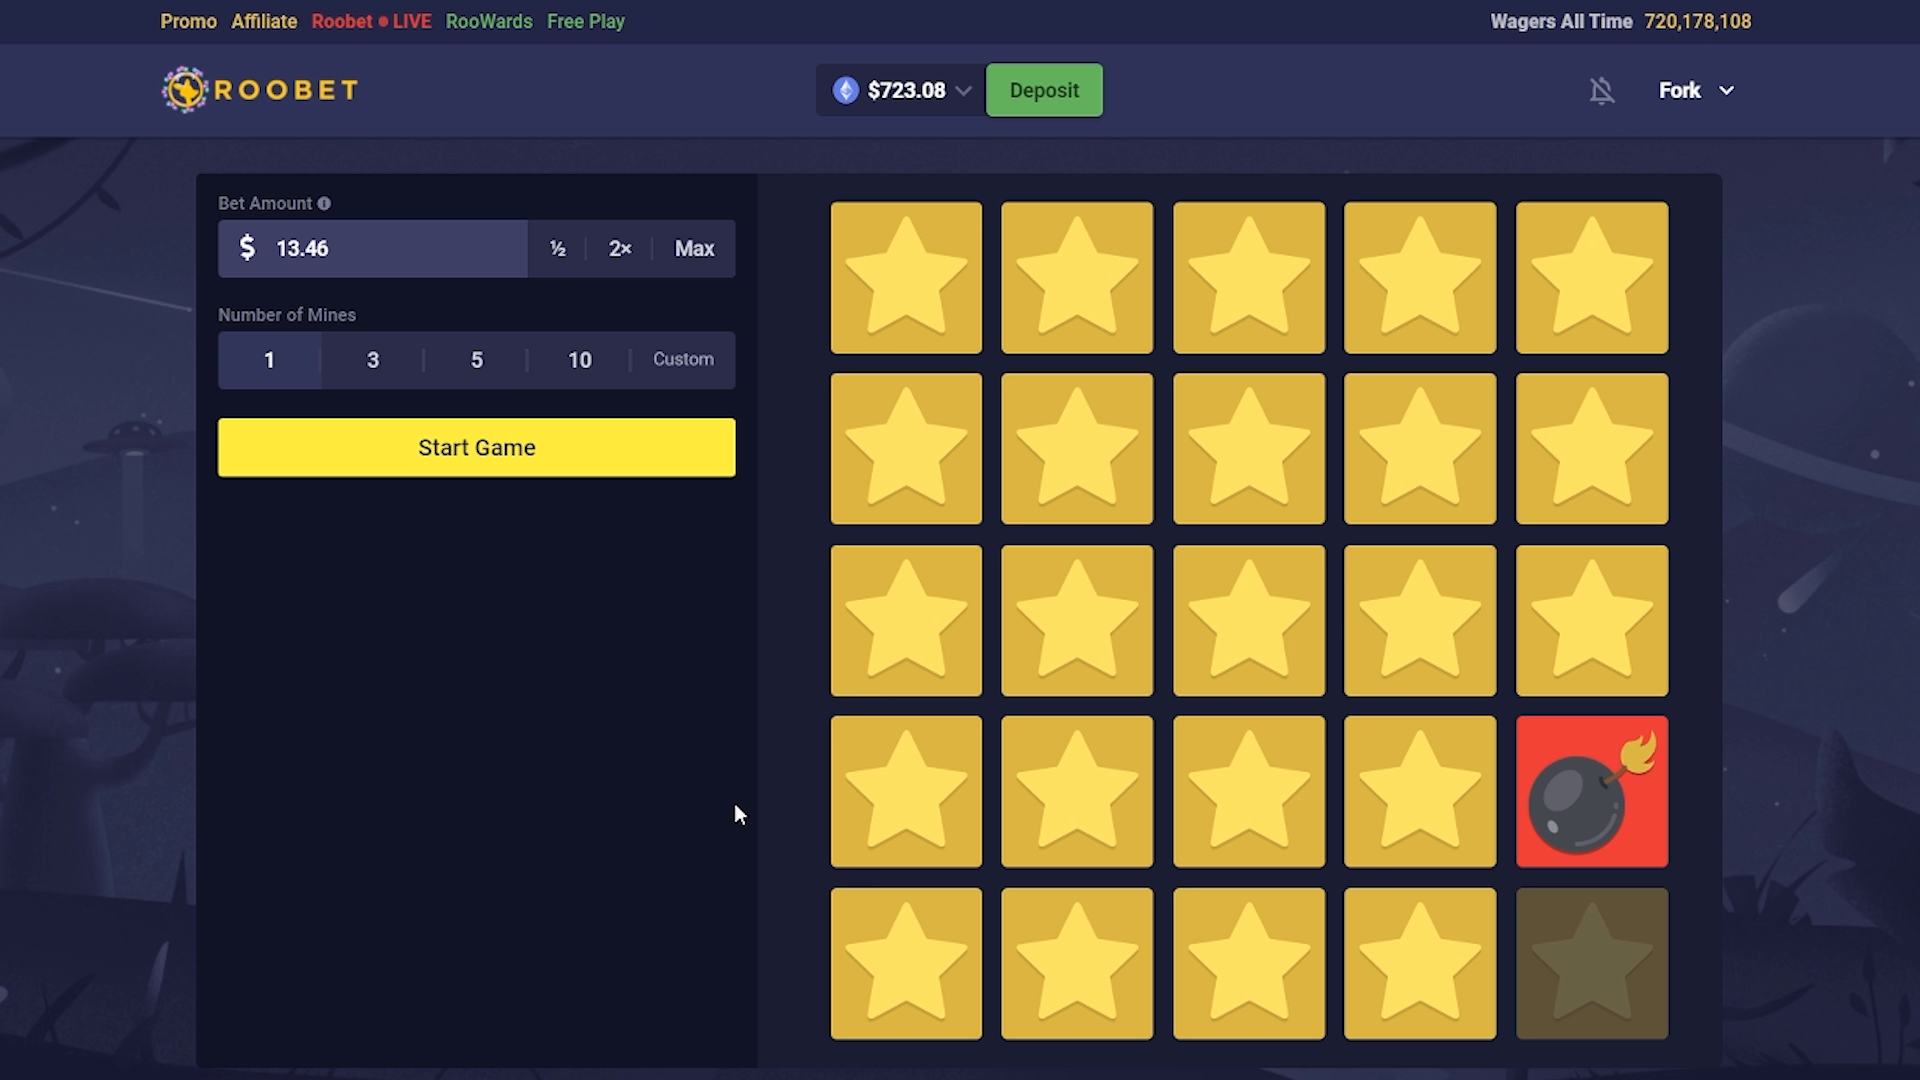 Promo Affiliate Roobet • LIVE RooWards Free Play Wagers All Time 720,178,108
ROOBET $723.08 Deposit Fork
Bet Amount
$ 13.46 ½ 2× Max
Number of Mines
1 3 5 10 Custom
Start Game